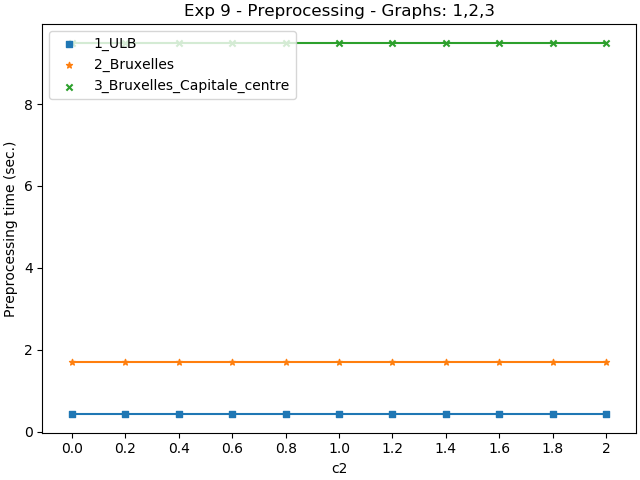 Exp 9 - Preprocessing - Graphs: 1,2,3
1_ULB
2_Bruxelles
3_Bruxelles_Capitale_centre
Preprocessing time (sec.)
8
6
4
2
0
0.0 0.2 0.4 0.6 0.8 1.0 1.2 1.4 1.6 1.8 2
c2